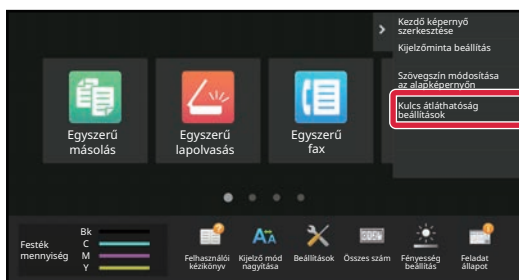 Kezdő képernyő
szerkesztése
Kijelzőminta beállítás
Szövegszín módosítása
az alapképernyőn
Kulcs átláthatóság
beállítások
Egyszerű
másolás
Egyszerű
lapolvasás
Egyszerű
fax
Festék
mennyiség
Bk
C
M
Y
Felhasználói
kézikönyv
Kijelző mód
nagyítása
Beállítások
Összes szám
Fényesség
beállítás
Feladat
állapot